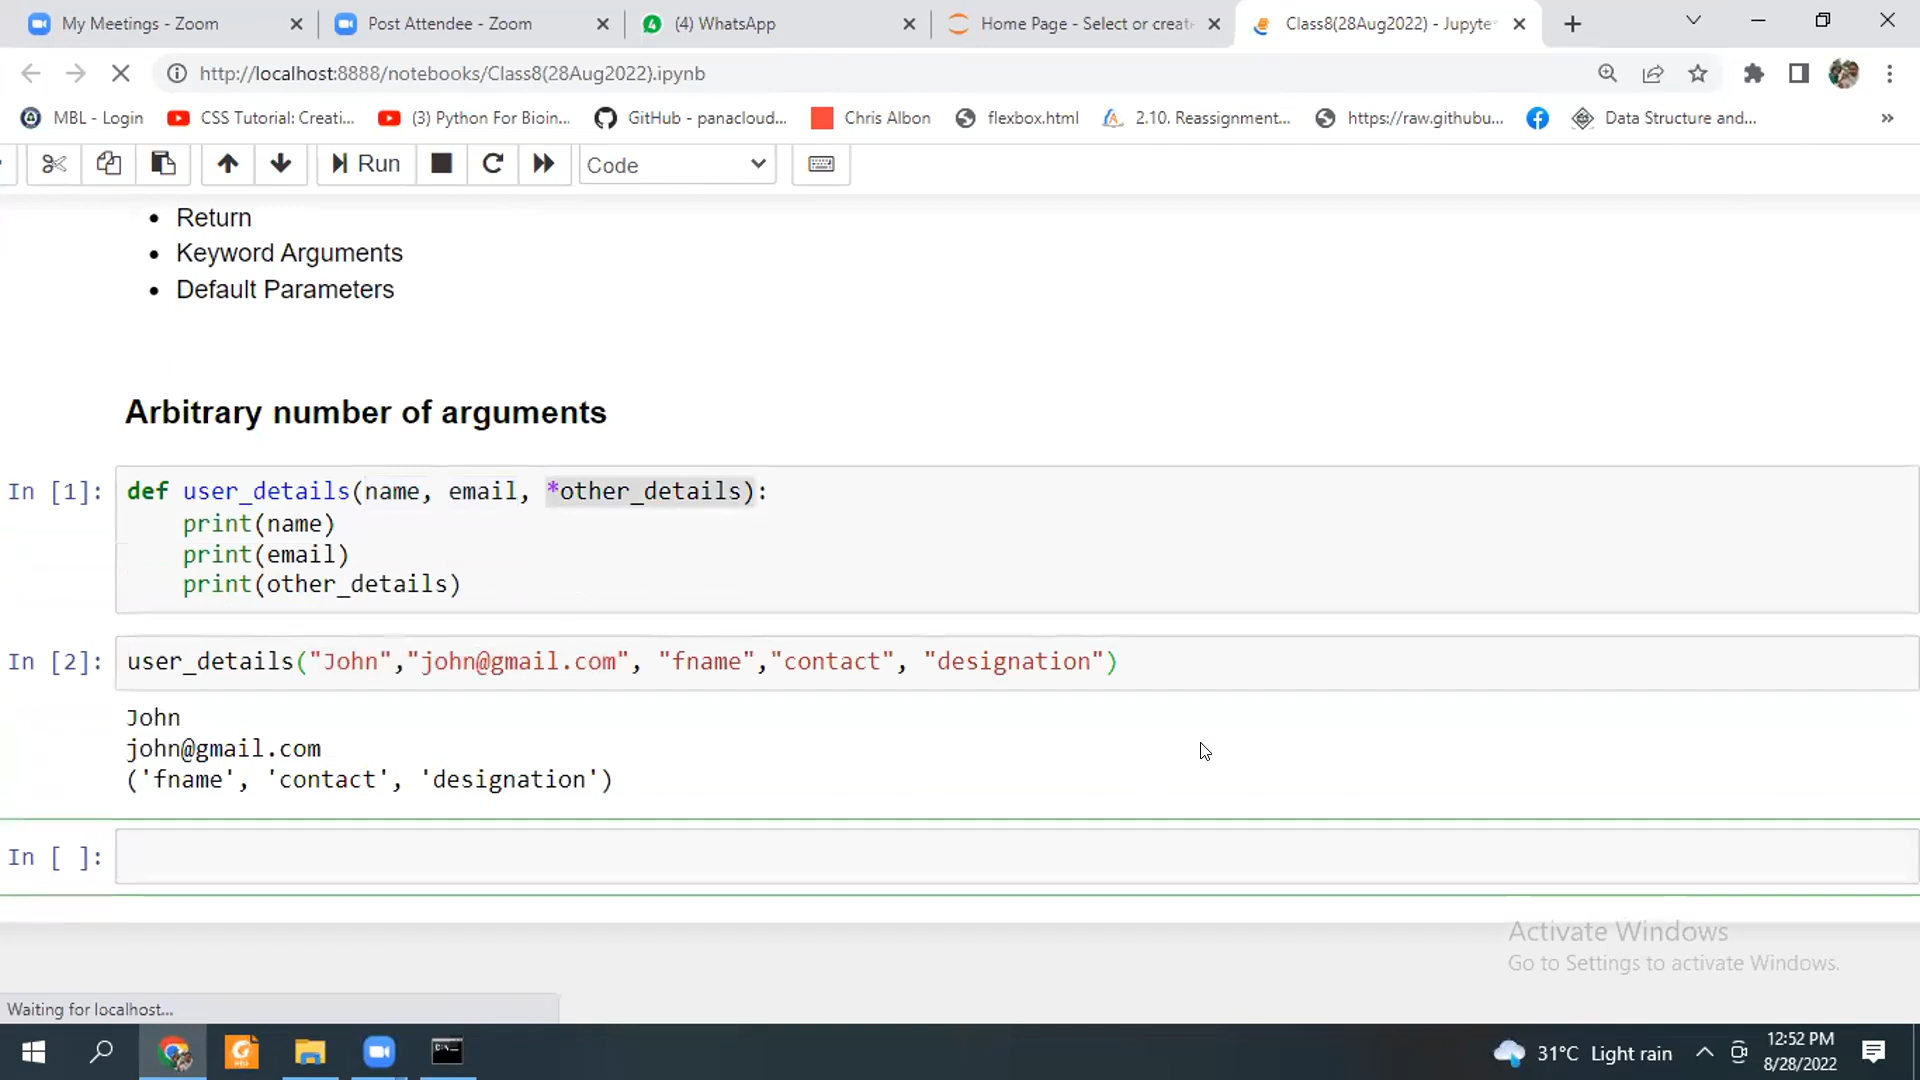 My Meetings - Zoom
Post Attendee - Zoom
(4) WhatsApp
Home Page - Select or creat
Class8(28Aug2022) - Jupyte
http://localhost:8888/notebooks/Class8(28Aug2022).ipynb
MBL - Login
CSS Tutorial: Creati...
(3) Python For Bioin...
GitHub - panacloud...
Chris Albon
flexbox.html
2.10. Reassignment...
https://raw.githubu...
Data Structure and...
»
Run
Code
Return
Keyword Arguments
Default Parameters
Arbitrary number of arguments
In [1]:
def user_details(name, email, *other_details):
print(name)
print(email)
print(other_details)
In [2]:
user_details("John","john@gmail.com", "fname","contact", "designation")
John
john@gmail.com
('fname', 'contact', 'designation')
In [ ]:
Activate Windows
Go to Settings to activate Windows.
Waiting for localhost...
31°C Light rain
12:52 PM
8/28/2022